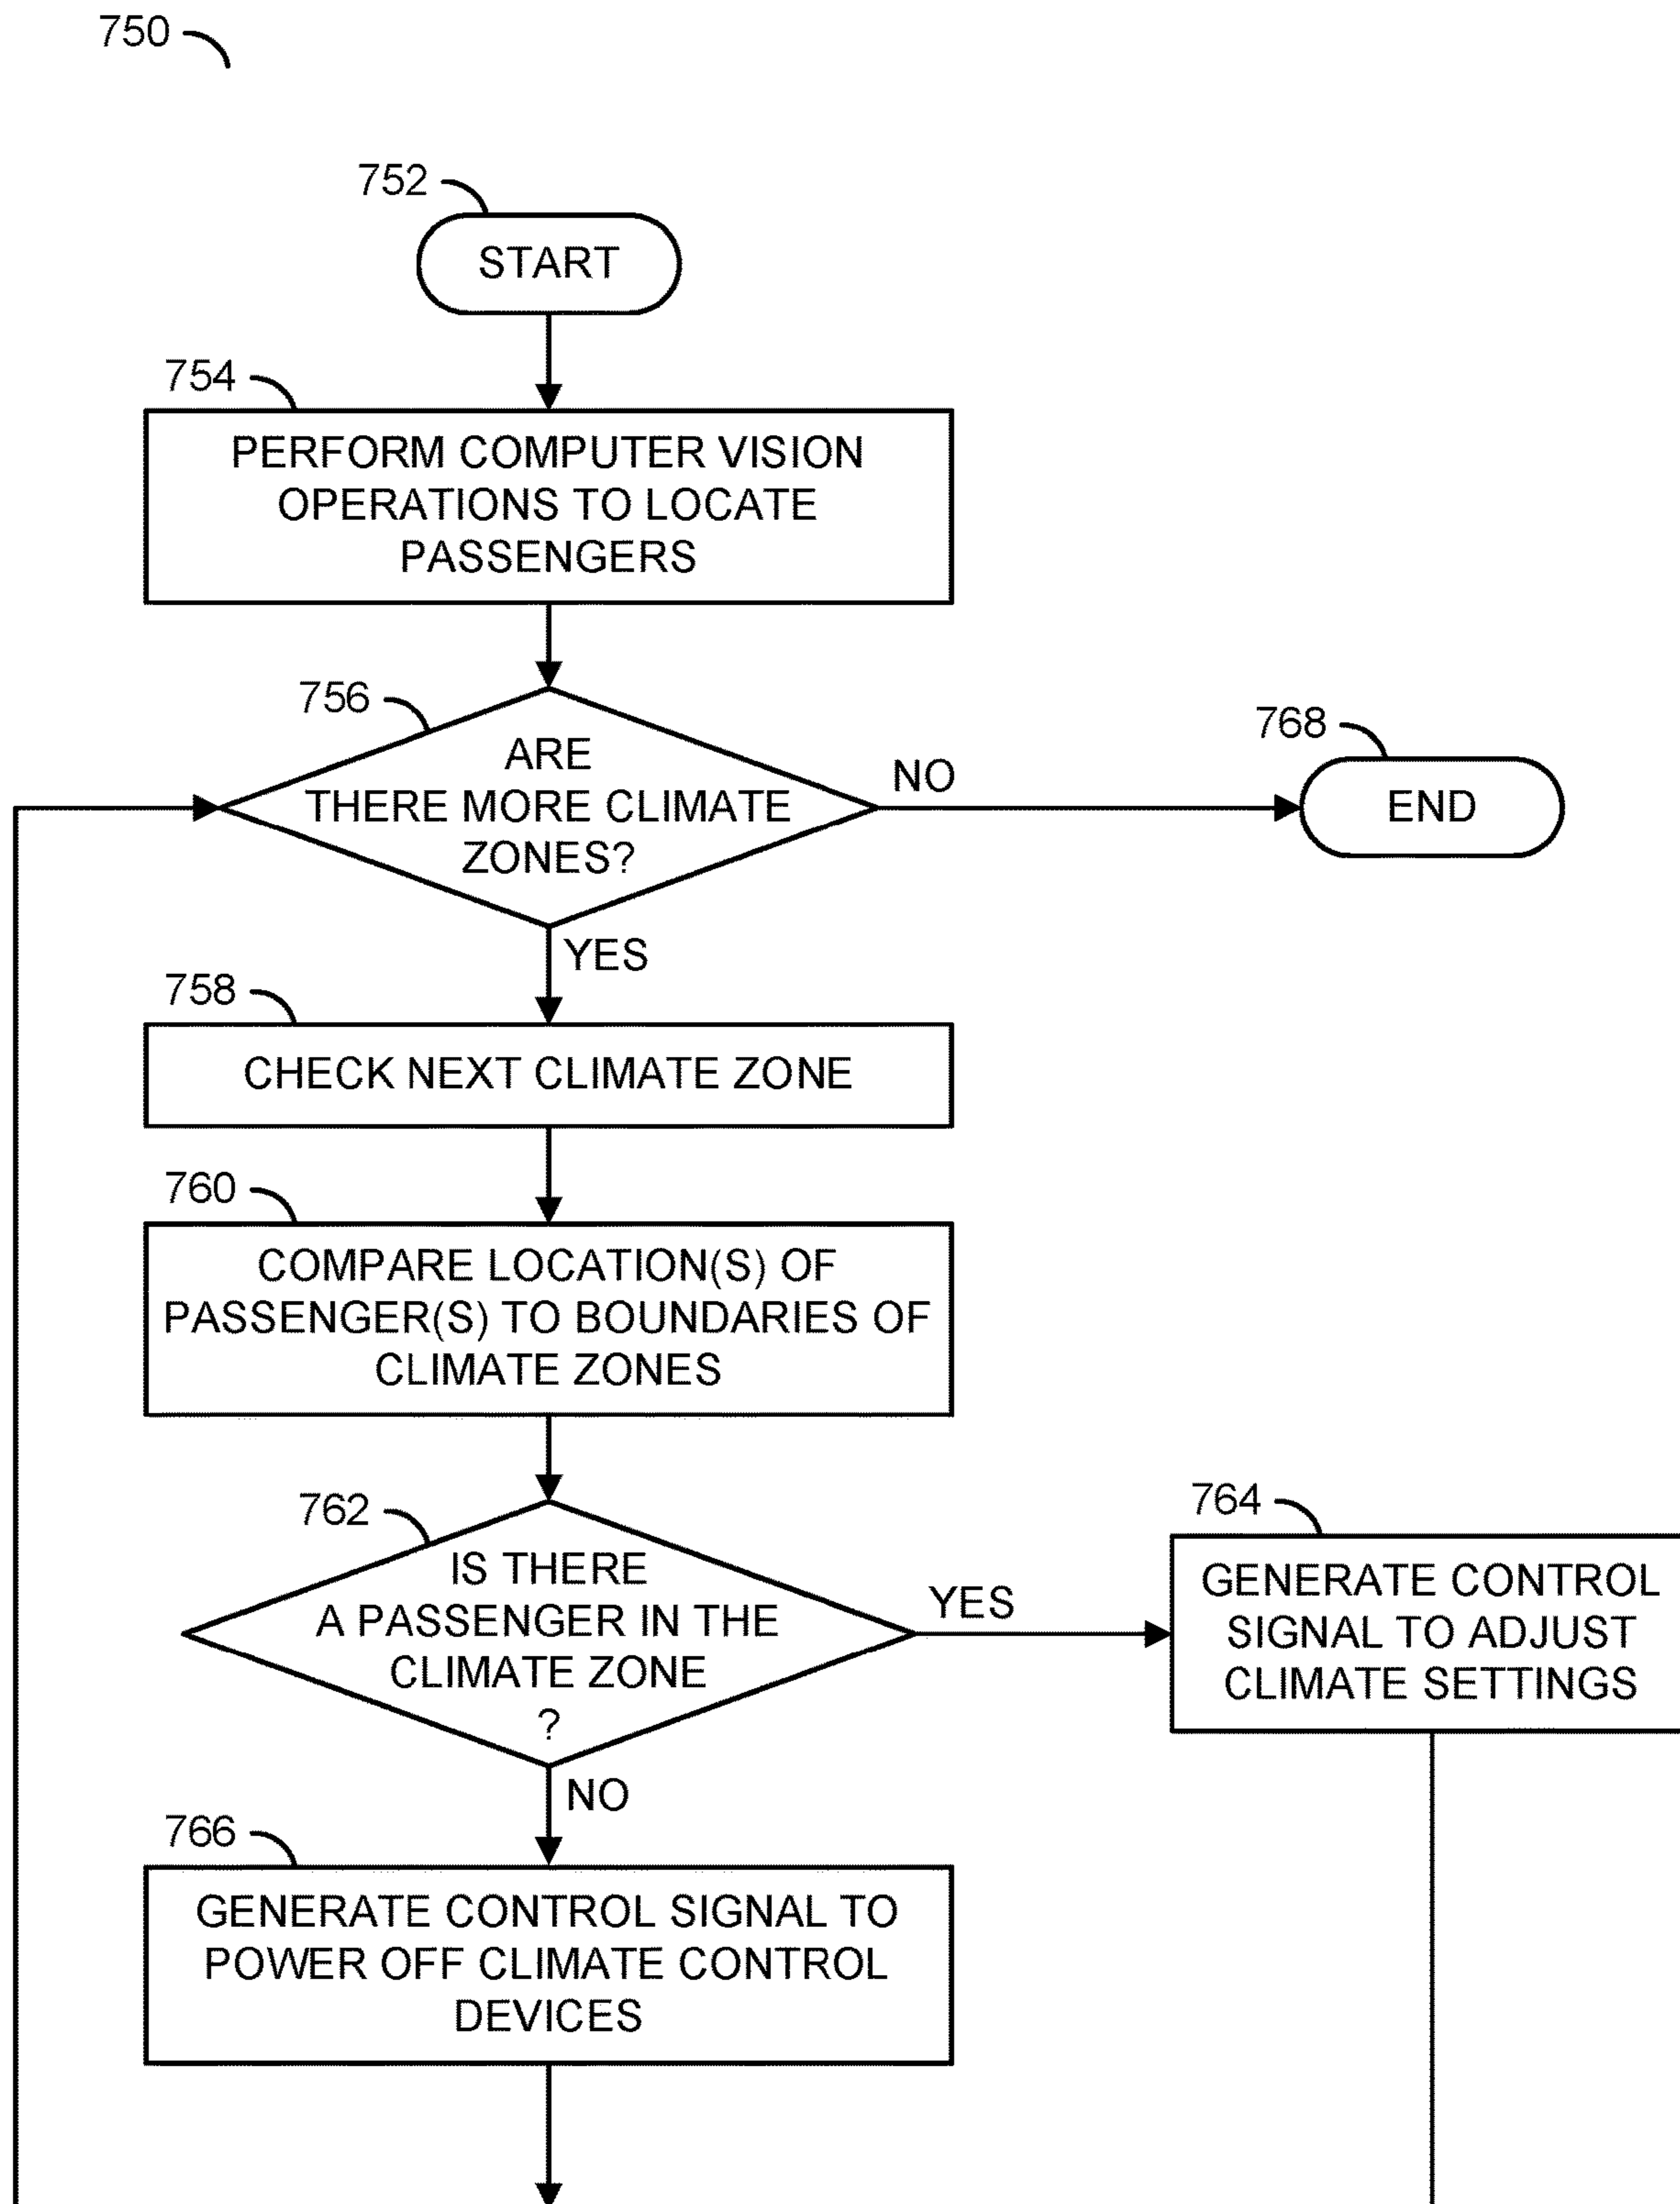 750
752
START
754
PERFORM COMPUTER VISION
OPERATIONS TO LOCATE
PASSENGERS
756
ARE
THERE MORE CLIMATE
ZONES?
NO
768
END
YES
758
CHECK NEXT CLIMATE ZONE
760
COMPARE LOCATION(S) OF
PASSENGER(S) TO BOUNDARIES OF
CLIMATE ZONES
762
IS THERE
A PASSENGER IN THE
CLIMATE ZONE
?
YES
764
GENERATE CONTROL
SIGNAL TO ADJUST
CLIMATE SETTINGS
NO
766
GENERATE CONTROL SIGNAL TO
POWER OFF CLIMATE CONTROL
DEVICES